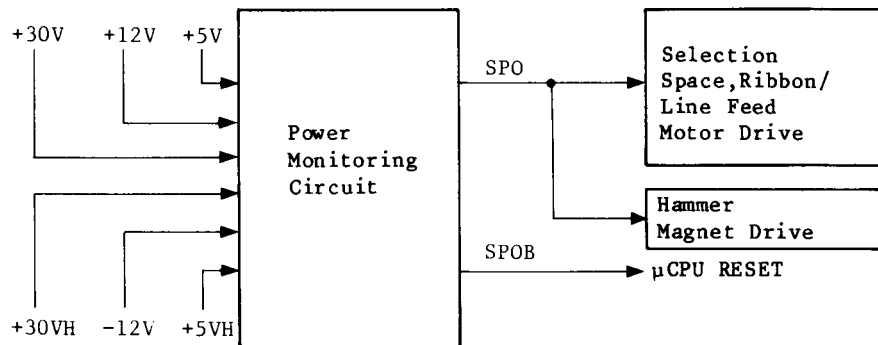 +30V +12V +5V
SPO
Selection
Space,Ribbon/
Line Feed
Motor Drive
Power
Monitoring
Circuit
Hammer
Magnet Drive
SPOB
μCPU RESET
+30VH -12V +5VH